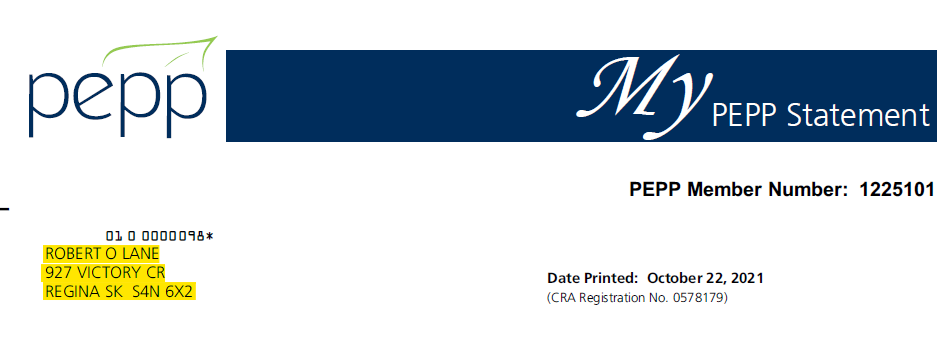 pepp
My PEPP Statement
PEPP Member Number: 1225101
01 0 0000098*
ROBERT O LANE
927 VICTORY CR
REGINA SK S4N 6X2
Date Printed: October 22, 2021
(CRA Registration No. 0578179)